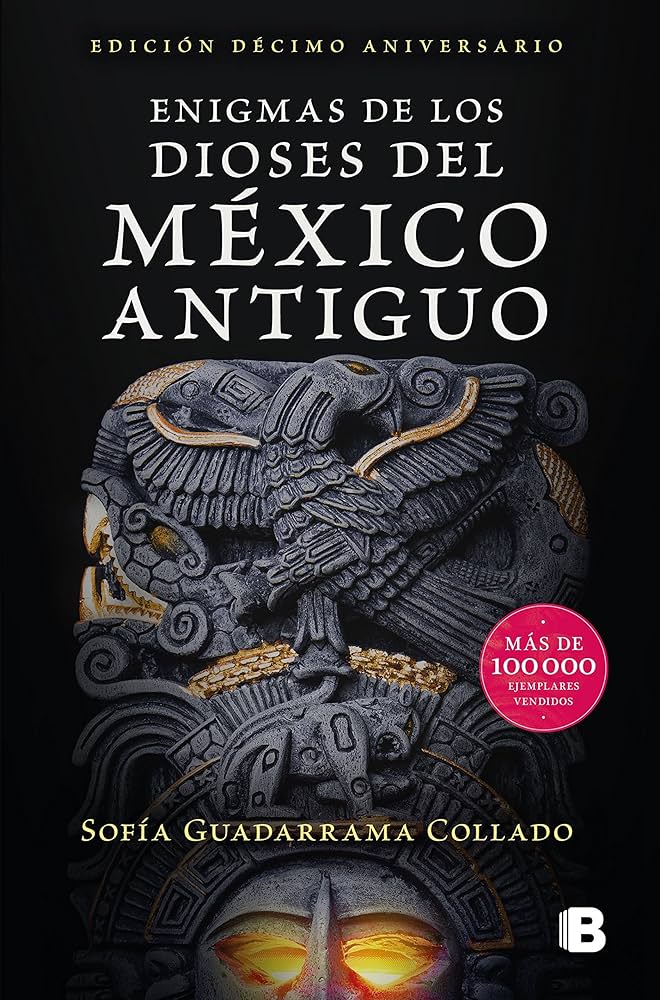 EDICIÓN DÉCIMO ANIVERSARIO
ENIGMAS DE LOS
DIOSES DEL
MÉXICO
ANTIGUO
MÁS DE
100 000
EJEMPLARES
VENDIDOS
SOFÍA GUADARRAMA COLLADO
B